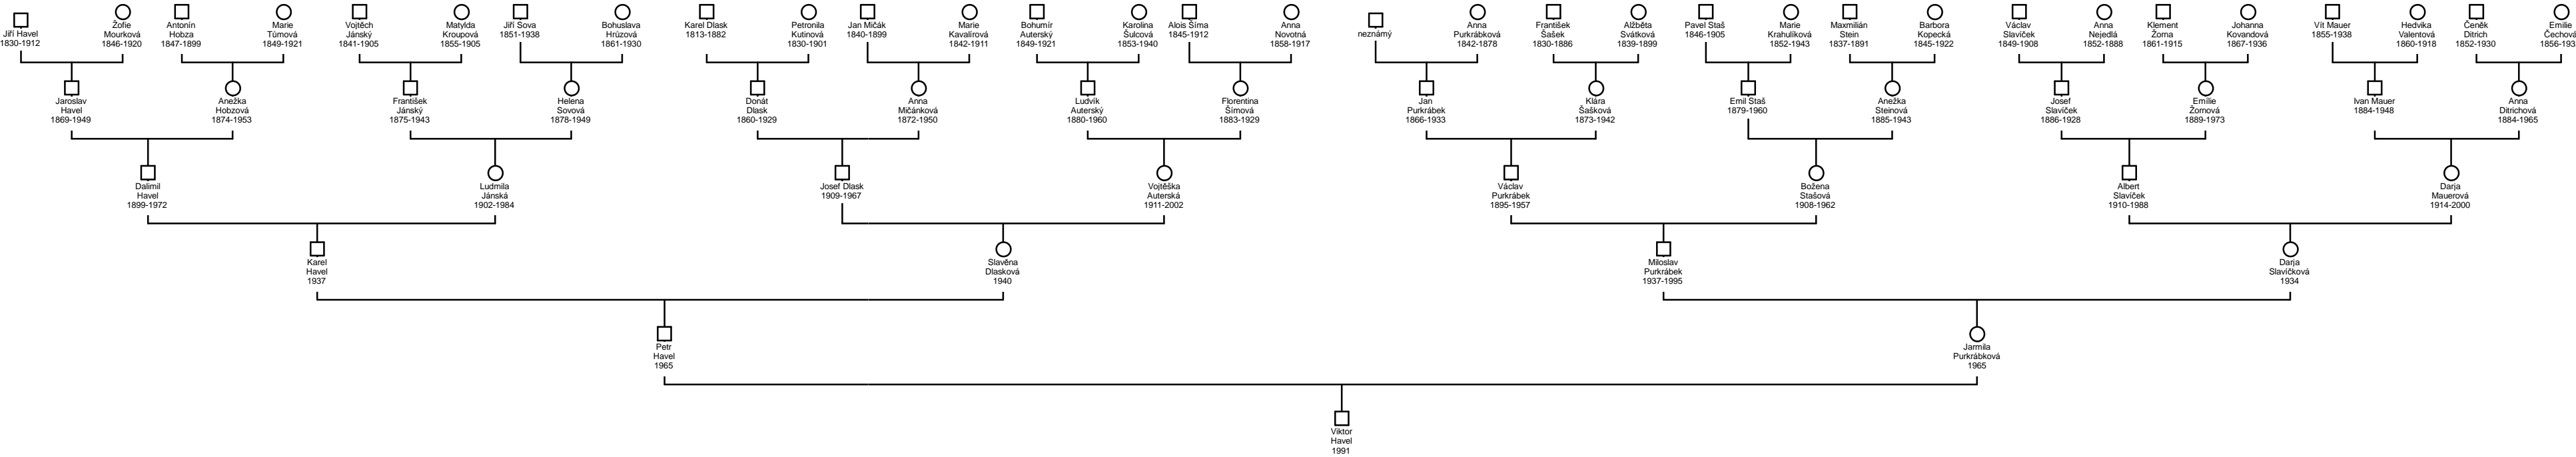 Jiří Havel
1830-1912
Žofie
Mourková
1846-1920
Antonín
Hobza
1847-1899
Marie
Tůmová
1849-1921
Vojtěch
Jánský
1841-1905
Matylda
Kroupová
1855-1905
Jiří Sova
1851-1938
Bohuslava
Hrůzová
1861-1930
Karel Dlask
1813-1882
Petronila
Kutinová
1830-1901
Jan Mičák
1840-1899
Marie
Kavalírová
1842-1911
Bohumír
Auterský
1849-1921
Karolina
Šulcová
1853-1940
Alois Šíma
1845-1912
Anna
Novotná
1858-1917
neznámý
Anna
Purkrábková
1842-1878
František
Šašek
1830-1886
Alžběta
Svátková
1839-1899
Pavel Staš
1846-1905
Marie
Krahulíková
1852-1943
Maxmilián
Stein
1837-1891
Barbora
Kopecká
1845-1922
Václav
Slavíček
1849-1908
Anna
Nejedlá
1852-1888
Klement
Žorna
1861-1915
Johanna
Kovandová
1867-1936
Vít Mauer
1855-1938
Hedvika
Valentová
1860-1918
Čeněk
Ditrich
1852-1930
Emílie
Čechová
1856-193
Jaroslav
Havel
1869-1949
Anežka
Hobzová
1874-1953
František
Jánský
1875-1943
Helena
Sovová
1878-1949
Donát
Dlask
1860-1929
Anna
Mičánková
1872-1950
Ludvík
Auterský
1880-1960
Florentina
Šímová
1883-1929
Jan
Purkrábek
1866-1933
Klára
Šašková
1873-1942
Emil Staš
1879-1960
Anežka
Steinová
1885-1943
Josef
Slavíček
1886-1928
Emílie
Žornová
1889-1973
Ivan Mauer
1884-1948
Anna
Ditrichová
1884-1965
Dalimil
Havel
1899-1972
Ludmila
Jánská
1902-1984
Josef Dlask
1909-1967
Vojtěška
Auterská
1911-2002
Václav
Purkrábek
1895-1957
Božena
Stašová
1908-1962
Albert
Slavíček
1910-1988
Darja
Mauerová
1914-2000
Karel
Havel
1937
Slavěna
Dlasková
1940
Miloslav
Purkrábek
1937-1995
Darja
Slavíčková
1934
Petr
Havel
1965
Jarmila
Purkrábková
1965
Viktor
Havel
1991